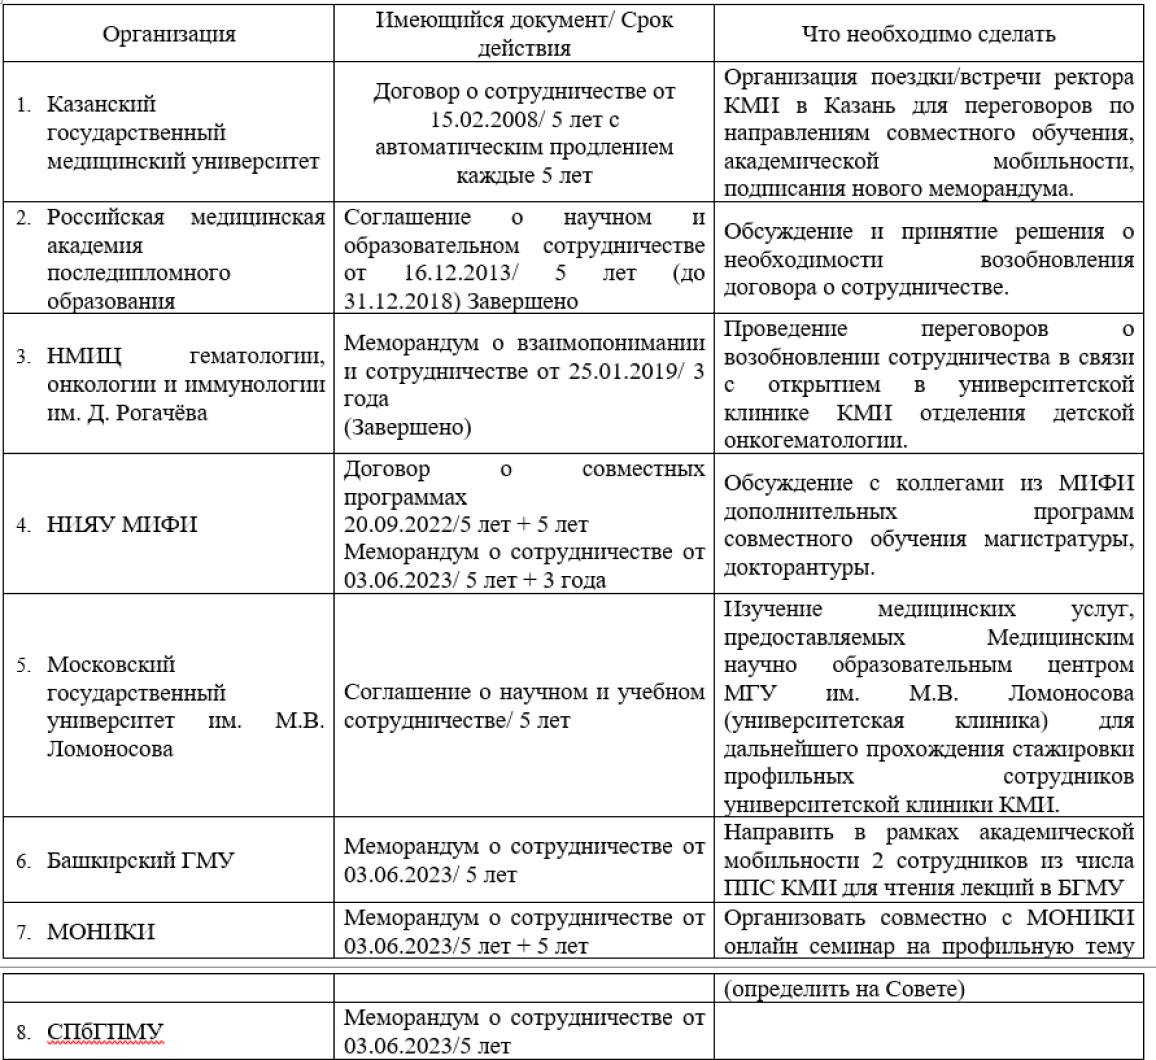 Организация
Имеющийся документ/ Срок
действия
Что необходимо сделать
1. Казанский
государственный
медицинский университет
Договор о сотрудничестве от
15.02.2008/ 5 лет с
автоматическим продлением
каждые 5 лет
Организация поездки/встречи ректора
КМИ в Казань для переговоров по
направлениям совместного обучения,
академической мобильности,
подписания нового меморандума.
2. Российская медицинская
академия
последипломного
образования
Соглашение о научном и
образовательном сотрудничестве
от 16.12.2013/ 5 лет (до
31.12.2018) Завершено
Обсуждение и принятие решения о
необходимости возобновления
договора о сотрудничестве.
3. НМИЦ гематологии,
онкологии и иммунологии
им. Д. Рогачёва
Меморандум о взаимопонимании
и сотрудничестве от 25.01.2019/ 3
года
(Завершено)
Проведение переговоров о
возобновлении сотрудничества в связи
с открытием в университетской
клинике КМИ отделения детской
онкогематологии.
4. НИЯУ МИФИ
Договор о совместных
программах
20.09.2022/5 лет + 5 лет
Меморандум о сотрудничестве от
03.06.2023/ 5 лет + 3 года
Обсуждение с коллегами из МИФИ
дополнительных программ
совместного обучения магистратуры,
докторантуры.
5. Московский
государственный
университет им. М.В.
Ломоносова
Соглашение о научном и учебном
сотрудничестве/ 5 лет
Изучение медицинских услуг,
предоставляемых Медицинским
научно образовательным центром
МГУ им. М.В. Ломоносова
(университетская клиника) для
дальнейшего прохождения стажировки
профильных сотрудников
университетской клиники КМИ.
6. Башкирский ГМУ
Меморандум о сотрудничестве от
03.06.2023/ 5 лет
Направить в рамках академической
мобильности 2 сотрудников из числа
ППС КМИ для чтения лекций в БГМУ
7. МОНИКИ
Меморандум о сотрудничестве от
03.06.2023/5 лет + 5 лет
Организовать совместно с МОНИКИ
онлайн семинар на профильную тему
(определить на Совете)
8. СПбГПМУ
Меморандум о сотрудничестве от
03.06.2023/5 лет